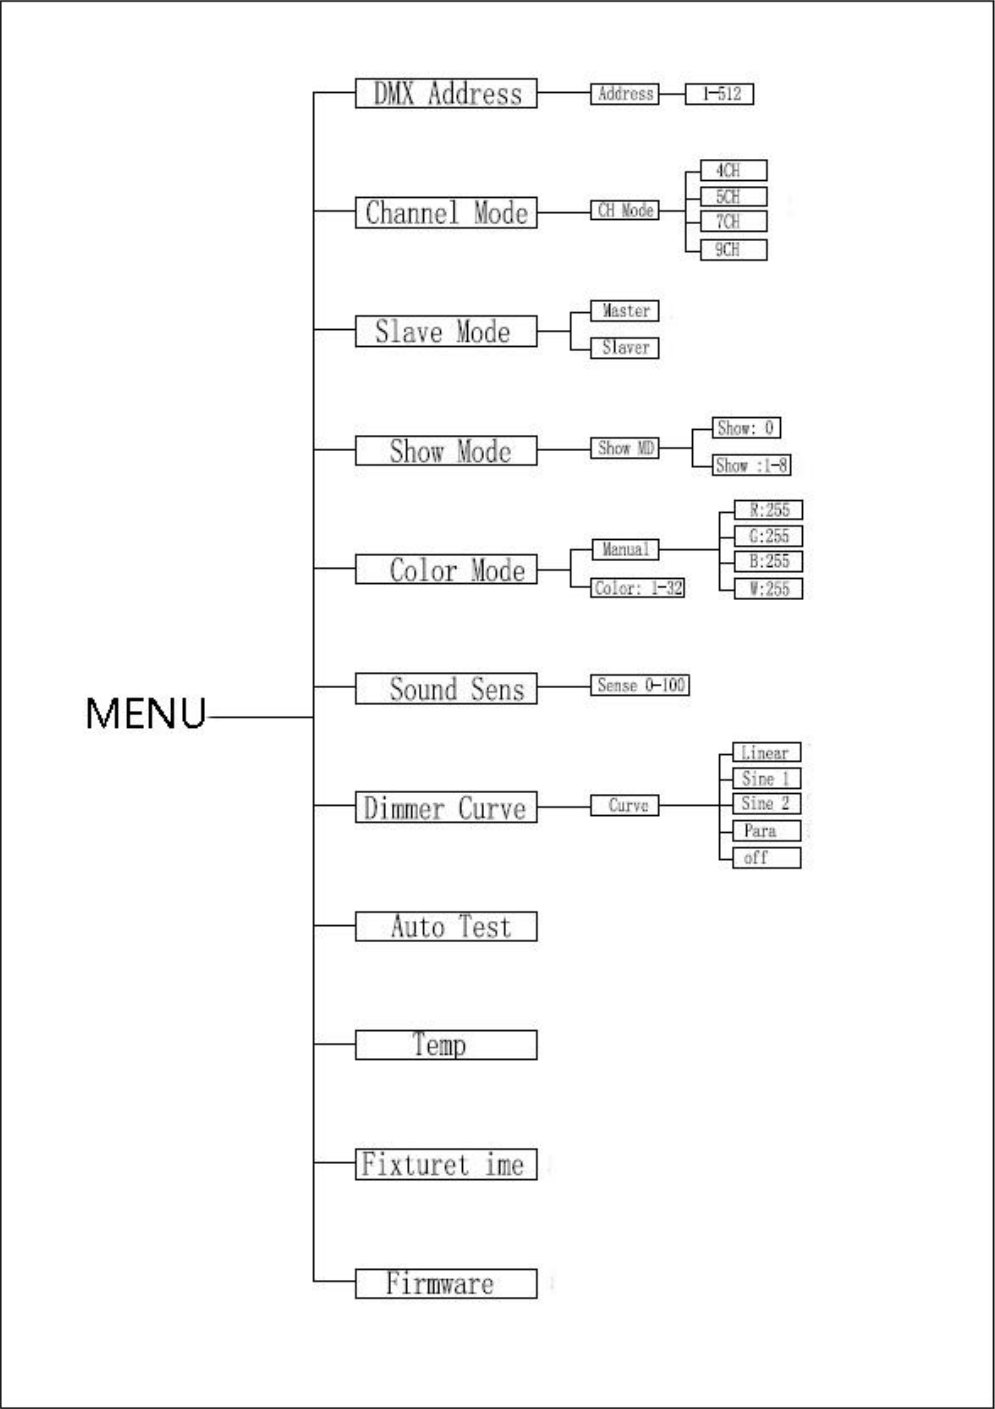 DMX Address
Address
1-512
Channel Mode
CH Mode
4CH
5CH
7CH
9CH
Slave Mode
Master
Slaver
Show Mode
Show MD
Show: 0
Show :1-8
Color Mode
Manual
R:255
G:255
B:255
W:255
Color: 1-32
Sound Sens
Sense 0-100
MENU
Dimmer Curve
Curve
Linear
Sine 1
Sine 2
Para
off
Auto Test
Temp
Fixturet ime
Firmware